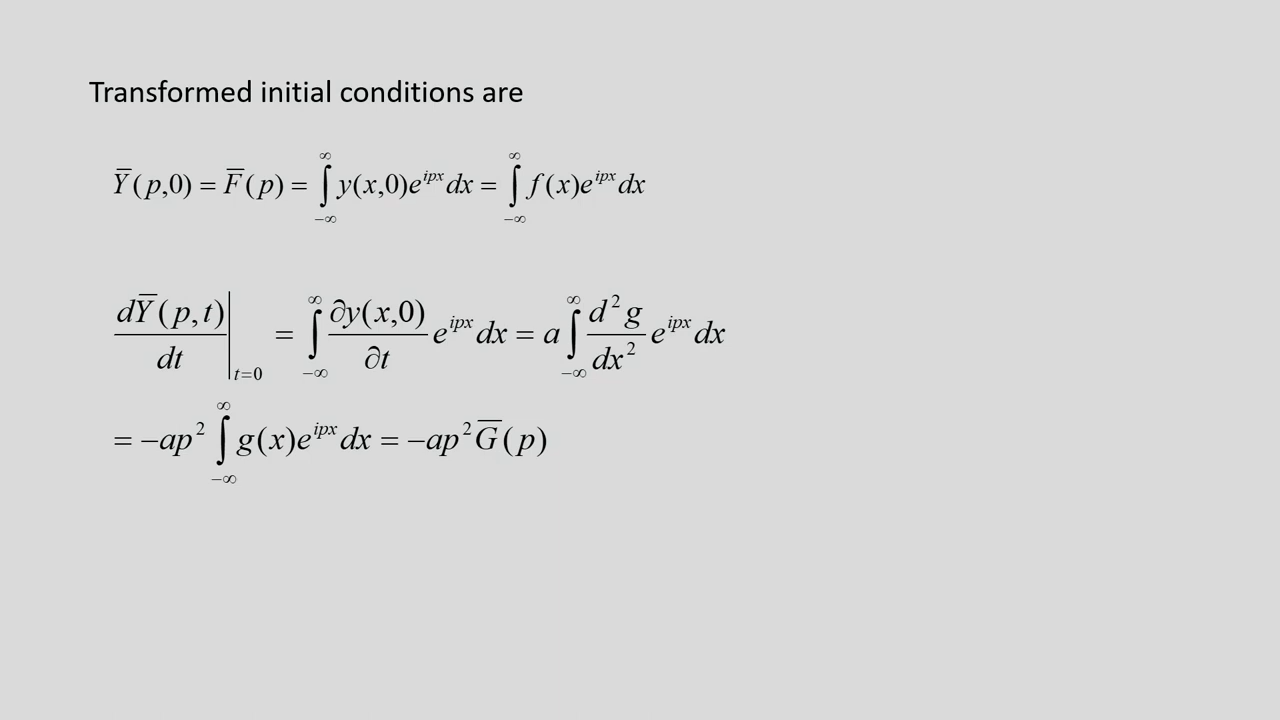 Transformed initial conditions are
Y̅(p,0) = F̅(p) = ∫_{−∞}^{∞} y(x,0)e^{ipx} dx = ∫_{−∞}^{∞} f(x)e^{ipx} dx
dY̅(p,t)/dt |_{t=0} = ∫_{−∞}^{∞} ∂y(x,0)/∂t e^{ipx} dx = a ∫_{−∞}^{∞} d²g/dx² e^{ipx} dx
= −ap² ∫_{−∞}^{∞} g(x)e^{ipx} dx = −ap² G̅(p)